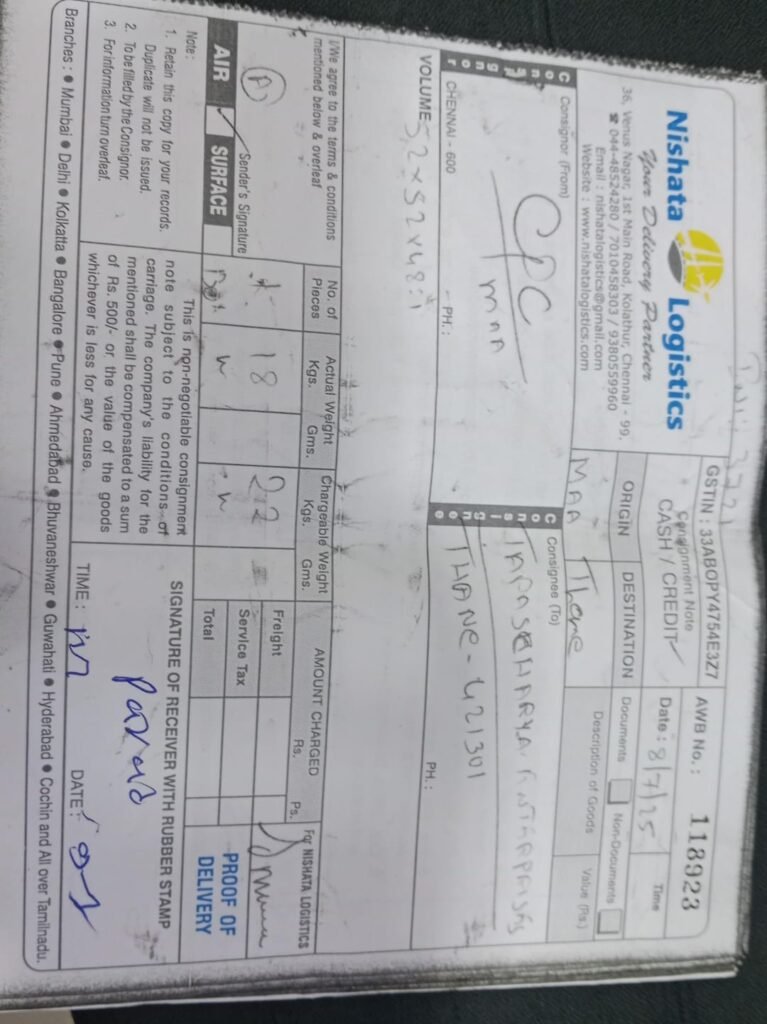 Nishata Logistics
Your Delivery Partner
36, Venus Nagar, 1st Main Road, Kolathur, Chennai - 99.
☎ 044-48524280 / 7010458303 / 9380559960
Email : nishatalogistics@gmail.com
Website : www.nishatalogistics.com
GSTIN : 33ABOPY4754E3Z7
Consignment Note
CASH / CREDIT
AWB No. : 118923
Date : 8/7/25
Time
ORIGIN
MAA
DESTINATION
Thane
Documents
Non-Documents
Description of Goods
Value (Rs)
Consignor
Consignor (From)
CPC
MAA
CHENNAI - 600
PH. :
Consignee
Consignee (To)
THANE - 421301
PH. :
VOLUME 52×52×48:1
I/We agree to the terms & conditions
mentioned below & overleaf
Sender's Signature
AIR
SURFACE
No. of Pieces
Actual Weight
Kgs. Gms.
18
Chargeable Weight
Kgs. Gms.
22
AMOUNT CHARGED
Rs. Ps.
Freight
Service Tax
Total
For NISHATA LOGISTICS
PROOF OF DELIVERY
Note :
1. Retain this copy for your records.
Duplicate will not be issued.
2. To be filled by the Consignor.
3. For information turn overleaf.
This is non-negotiable consignment
note subject to the conditions of
carriage. The company's liability for the
mentioned shall be compensated to a sum
of Rs. 500/- or the value of the goods
whichever is less for any cause.
SIGNATURE OF RECEIVER WITH RUBBER STAMP
TIME :
DATE :
Branches : ● Mumbai ● Delhi ● Kolkatta ● Bangalore ● Pune ● Ahmedabad ● Bhuvaneshwar ● Guwahati ● Hyderabad ● Cochin and All over Tamilnadu.